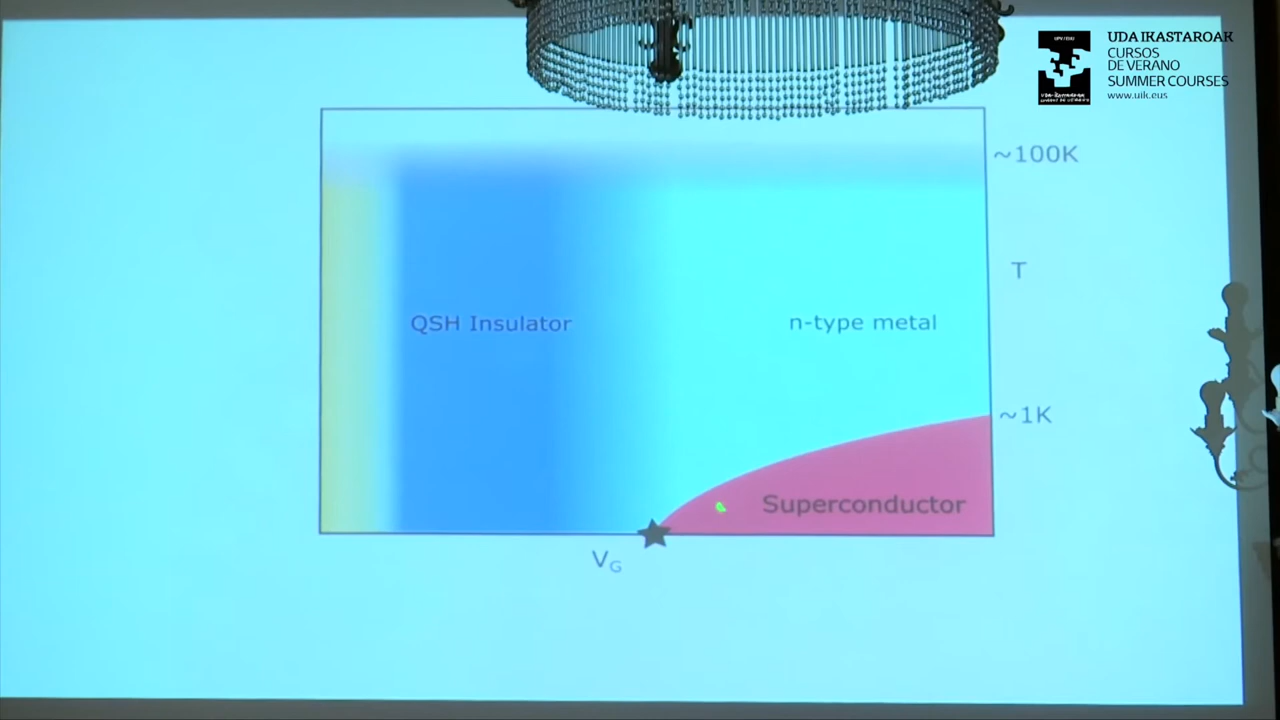 UDA IKASTAROAK
CURSOS
DE VERANO
SUMMER COURSES
www.uik.eus
~100K
T
QSH Insulator
n-type metal
~1K
Superconductor
V_G